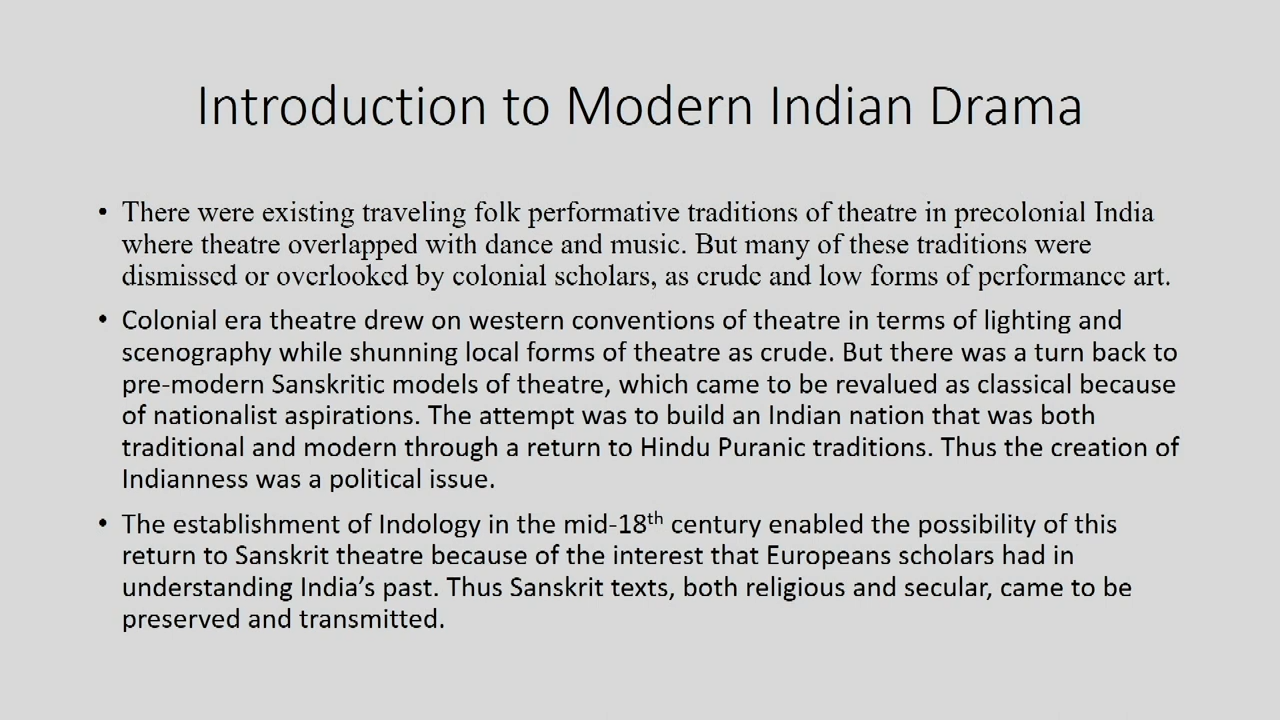 Introduction to Modern Indian Drama
• There were existing traveling folk performative traditions of theatre in precolonial India
where theatre overlapped with dance and music. But many of these traditions were
dismissed or overlooked by colonial scholars, as crude and low forms of performance art.
• Colonial era theatre drew on western conventions of theatre in terms of lighting and
scenography while shunning local forms of theatre as crude. But there was a turn back to
pre-modern Sanskritic models of theatre, which came to be revalued as classical because
of nationalist aspirations. The attempt was to build an Indian nation that was both
traditional and modern through a return to Hindu Puranic traditions. Thus the creation of
Indianness was a political issue.
• The establishment of Indology in the mid-18th century enabled the possibility of this
return to Sanskrit theatre because of the interest that Europeans scholars had in
understanding India’s past. Thus Sanskrit texts, both religious and secular, came to be
preserved and transmitted.